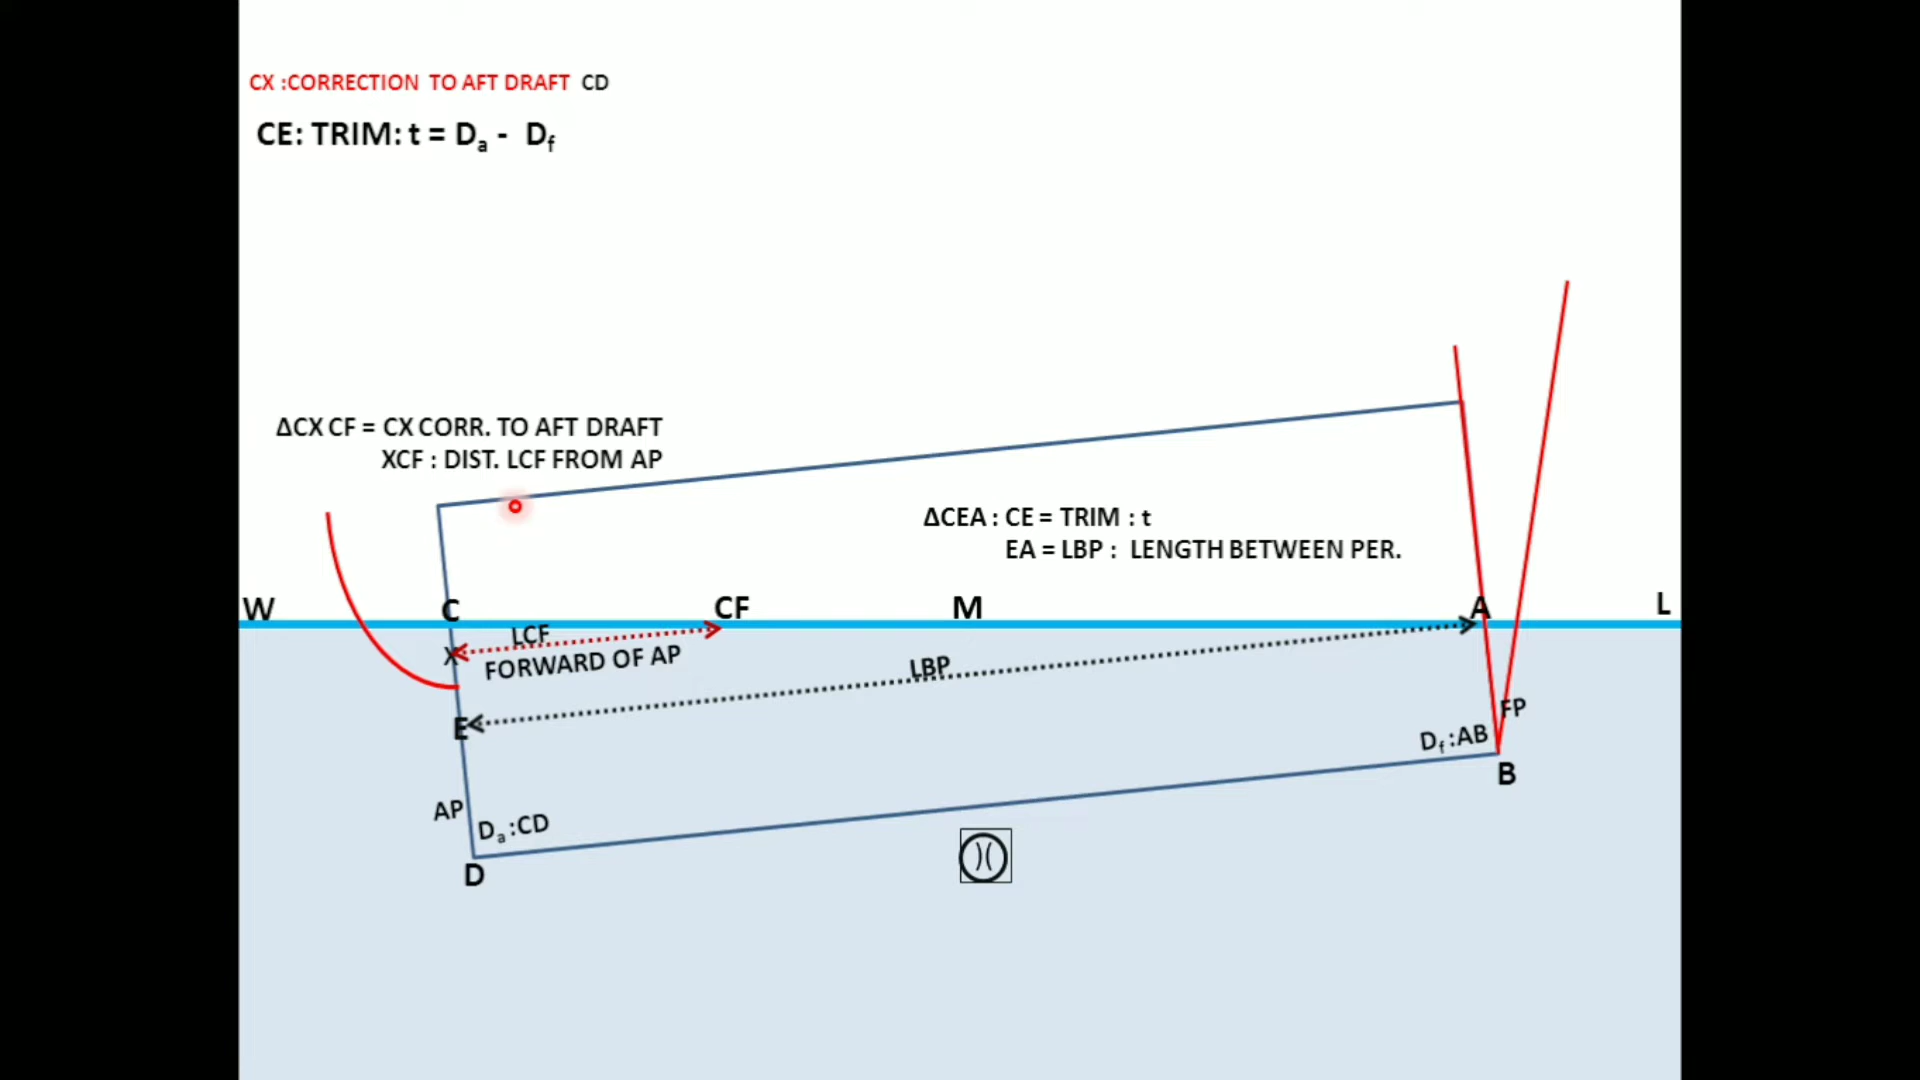 CX :CORRECTION TO AFT DRAFT CD
CE: TRIM: t = Da - Df
ΔCX CF = CX CORR. TO AFT DRAFT
XCF : DIST. LCF FROM AP
ΔCEA : CE = TRIM : t
EA = LBP : LENGTH BETWEEN PER.
W C CF M A L
LCF
X
FORWARD OF AP
LBP
E
FP
Df :AB
B
AP
Da :CD
D
)(